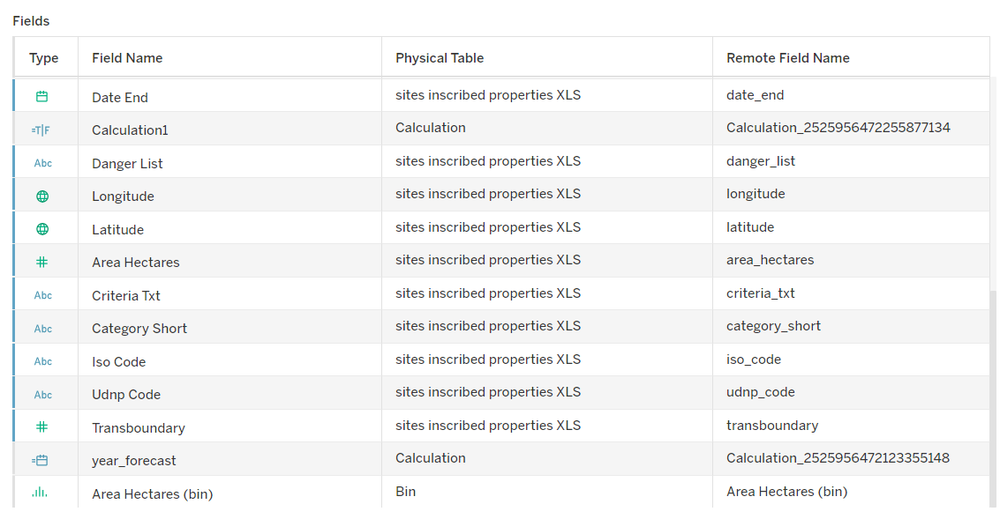 Fields
Type Field Name Physical Table Remote Field Name
Date End sites inscribed properties XLS date_end
=T|F Calculation1 Calculation Calculation_2525956472255877134
Abc Danger List sites inscribed properties XLS danger_list
Longitude sites inscribed properties XLS longitude
Latitude sites inscribed properties XLS latitude
Area Hectares sites inscribed properties XLS area_hectares
Abc Criteria Txt sites inscribed properties XLS criteria_txt
Abc Category Short sites inscribed properties XLS category_short
Abc Iso Code sites inscribed properties XLS iso_code
Abc Udnp Code sites inscribed properties XLS udnp_code
Transboundary sites inscribed properties XLS transboundary
year_forecast Calculation Calculation_2525956472123355148
Area Hectares (bin) Bin Area Hectares (bin)